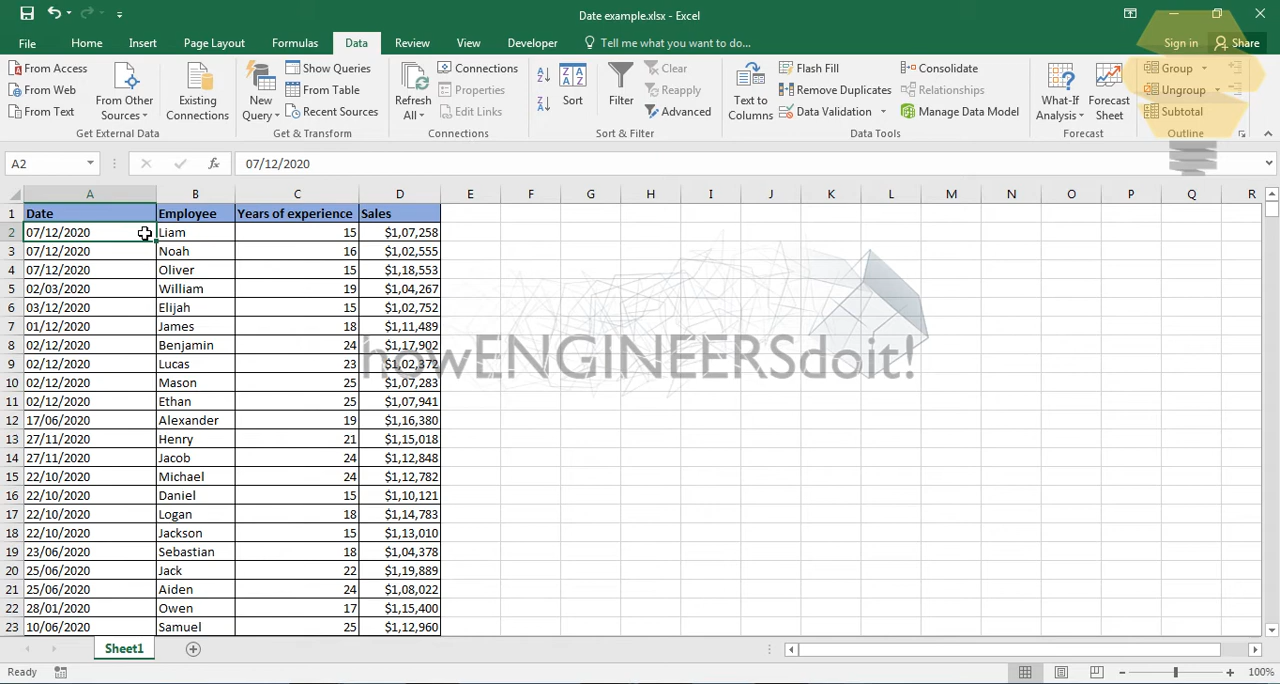 Date example.xlsx - Excel
Sign in Share
File Home Insert Page Layout Formulas Data Review View Developer Tell me what you want to do...
From Access
From Web
From Text
From Other Sources
Existing Connections
Get External Data
New Query
Show Queries
From Table
Recent Sources
Get & Transform
Refresh All
Connections
Properties
Edit Links
Connections
Sort
Filter
Clear
Reapply
Advanced
Sort & Filter
Text to Columns
Flash Fill
Remove Duplicates
Data Validation
Consolidate
Relationships
Manage Data Model
Data Tools
What-If Analysis
Forecast Sheet
Forecast
Group
Ungroup
Subtotal
Outline
A2 fx 07/12/2020
A B C D E F G H I J K L M N O P Q R
1 Date Employee Years of experience Sales
2 07/12/2020 Liam 15 $1,07,258
3 07/12/2020 Noah 16 $1,02,555
4 07/12/2020 Oliver 15 $1,18,553
5 02/03/2020 William 19 $1,04,267
6 03/12/2020 Elijah 15 $1,02,752
7 01/12/2020 James 18 $1,11,489
8 02/12/2020 Benjamin 24 $1,17,902
9 02/12/2020 Lucas 23 $1,02,372
howENGINEERSdoit!
10 02/12/2020 Mason 25 $1,07,283
11 02/12/2020 Ethan 25 $1,07,941
12 17/06/2020 Alexander 19 $1,16,380
13 27/11/2020 Henry 21 $1,15,018
14 27/11/2020 Jacob 24 $1,12,848
15 22/10/2020 Michael 24 $1,12,782
16 22/10/2020 Daniel 15 $1,10,121
17 22/10/2020 Logan 18 $1,14,783
18 22/10/2020 Jackson 15 $1,13,010
19 23/06/2020 Sebastian 18 $1,04,378
20 25/06/2020 Jack 22 $1,19,889
21 25/06/2020 Aiden 24 $1,08,022
22 28/01/2020 Owen 17 $1,15,400
23 10/06/2020 Samuel 25 $1,12,960
Sheet1
Ready 100%